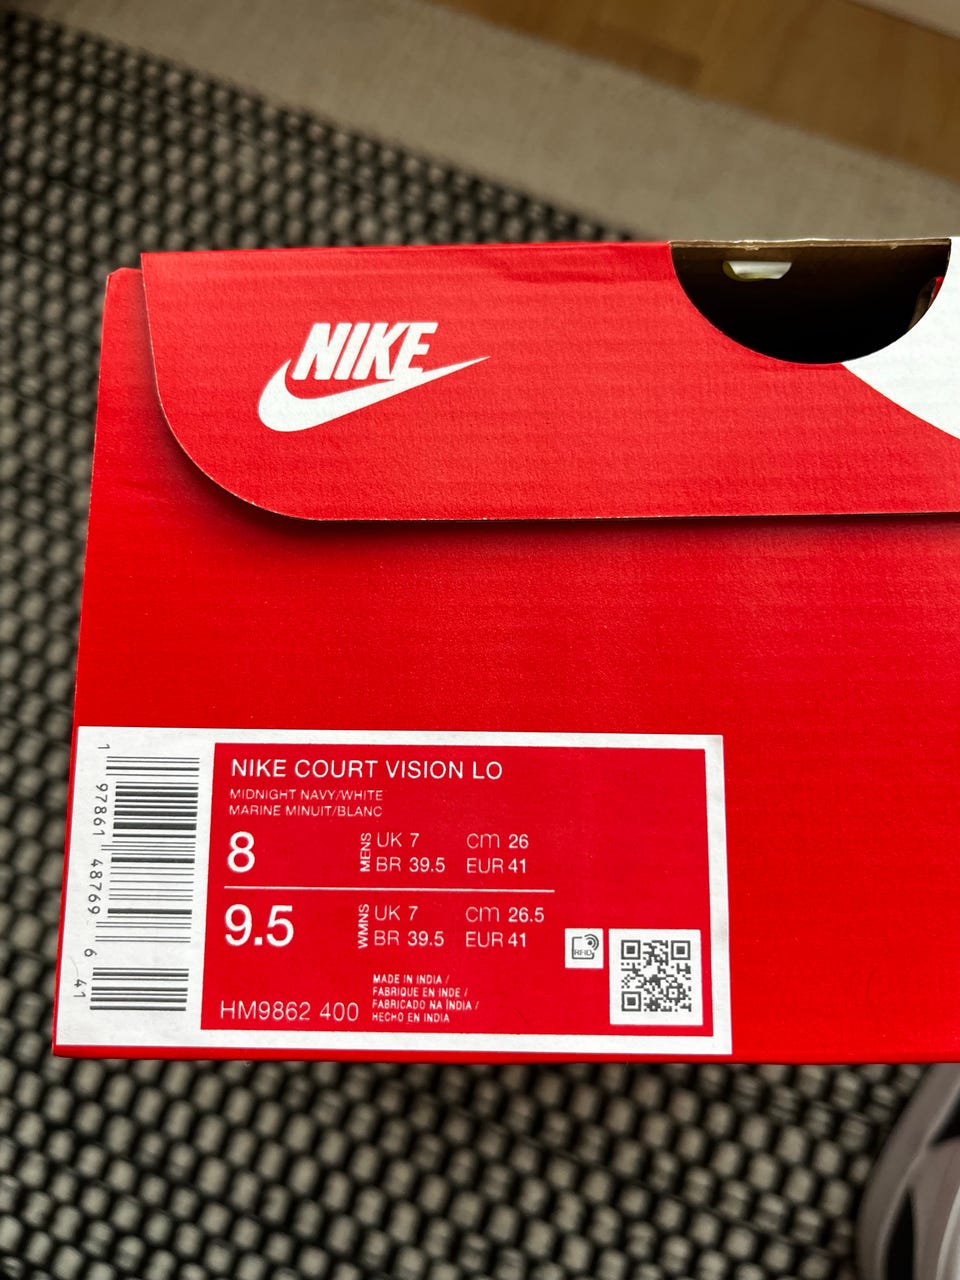 NIKE
NIKE COURT VISION LO
MIDNIGHT NAVY/WHITE
MARINE MINUIT/BLANC
8
MENS
UK 7 cm 26
BR 39.5 EUR 41
9.5
WMNS
UK 7 cm 26.5
BR 39.5 EUR 41
RFID
HM9862 400
MADE IN INDIA /
FABRIQUE EN INDE /
FABRICADO NA ÍNDIA /
HECHO EN INDIA
1 97861 48769 6 41